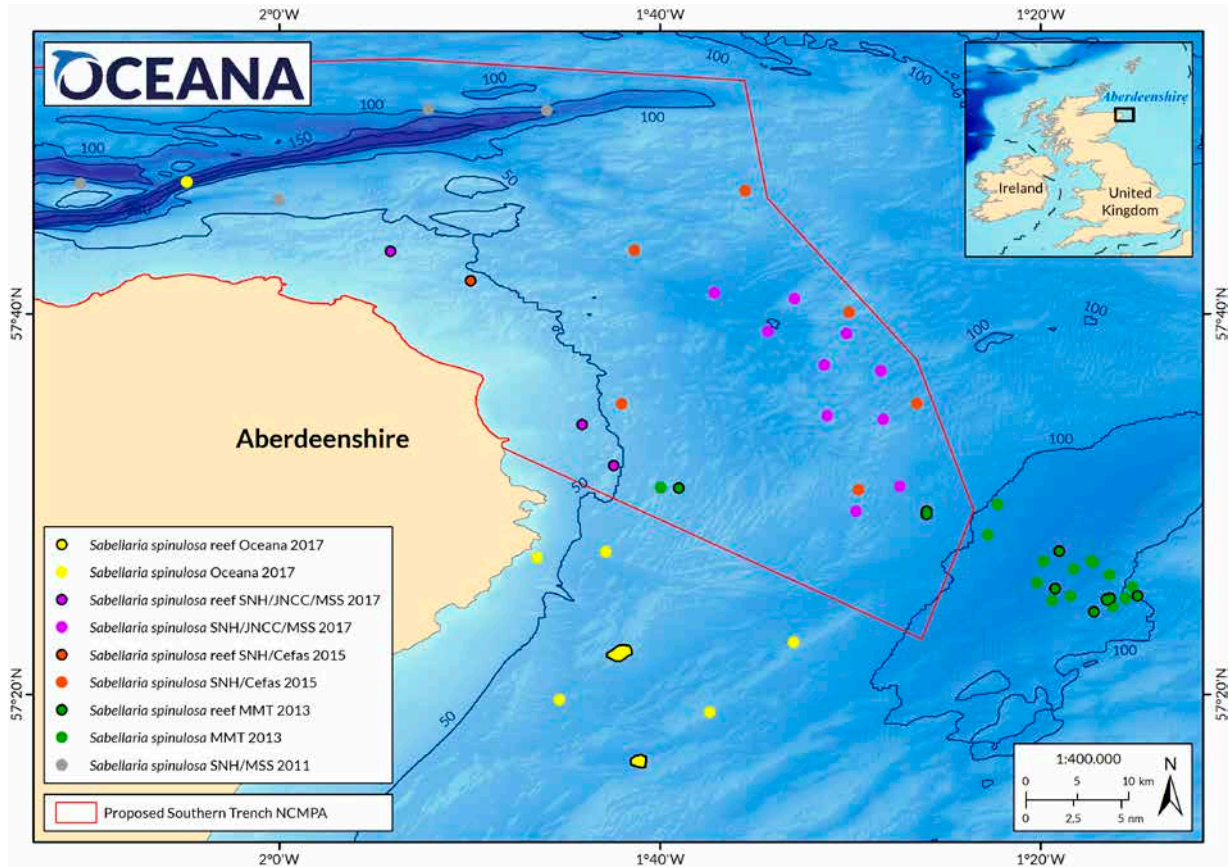 2°0'W
1°40'W
1°20'W
OCEANA
100
100
100
100
100
150
100
50
100
100
100
50
100
100
50
Aberdeenshire
Ireland
United
Kingdom
57°40'N
57°40'N
Aberdeenshire
Sabellaria spinulosa reef Oceana 2017
Sabellaria spinulosa Oceana 2017
Sabellaria spinulosa reef SNH/JNCC/MSS 2017
Sabellaria spinulosa SNH/JNCC/MSS 2017
Sabellaria spinulosa reef SNH/Cefas 2015
Sabellaria spinulosa SNH/Cefas 2015
Sabellaria spinulosa reef MMT 2013
Sabellaria spinulosa MMT 2013
Sabellaria spinulosa SNH/MSS 2011
Proposed Southern Trench NCMPA
57°20'N
57°20'N
1:400.000
N
0 5 10 km
0 2,5 5 nm
2°0'W
1°40'W
1°20'W